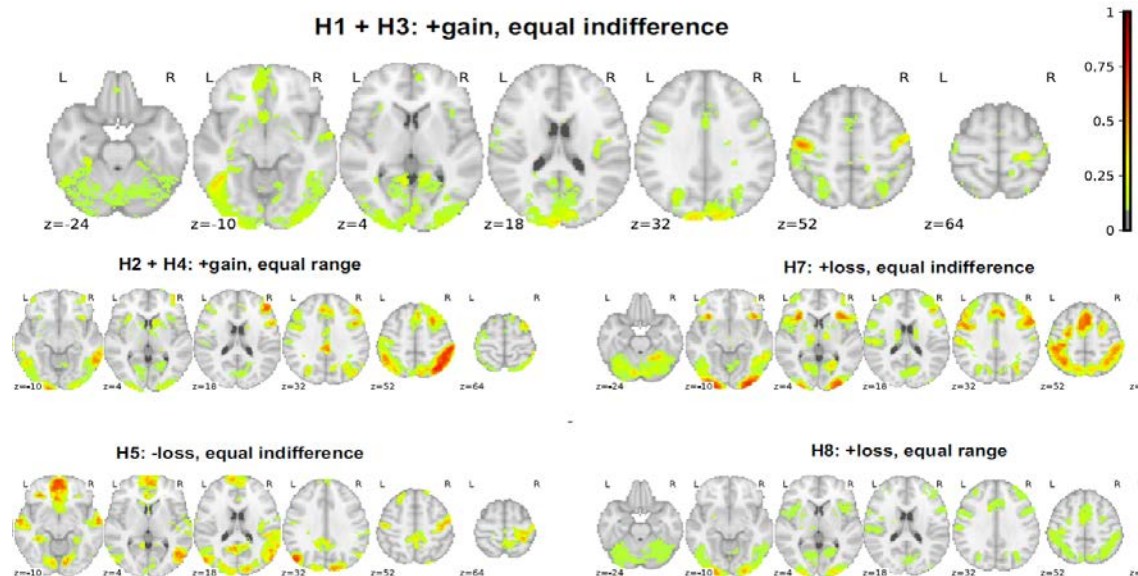 H1 + H3: +gain, equal indifference
1
0.75
0.5
0.25
0
L R L R L R L R L R L R L R
z=-24 z=-10 z=4 z=18 z=32 z=52 z=64
H2 + H4: +gain, equal range
L R L R L R L R L R L R
z=-10 z=4 z=18 z=32 z=52 z=64
H7: +loss, equal indifference
L R L R L R L R L R L R
z=-24 z=-10 z=4 z=18 z=32 z=52
H5: -loss, equal indifference
L R L R L R L R L R L R
z=-10 z=4 z=18 z=32 z=52 z=64
H8: +loss, equal range
L R L R L R L R L R L R
z=-24 z=-10 z=4 z=18 z=32 z=52